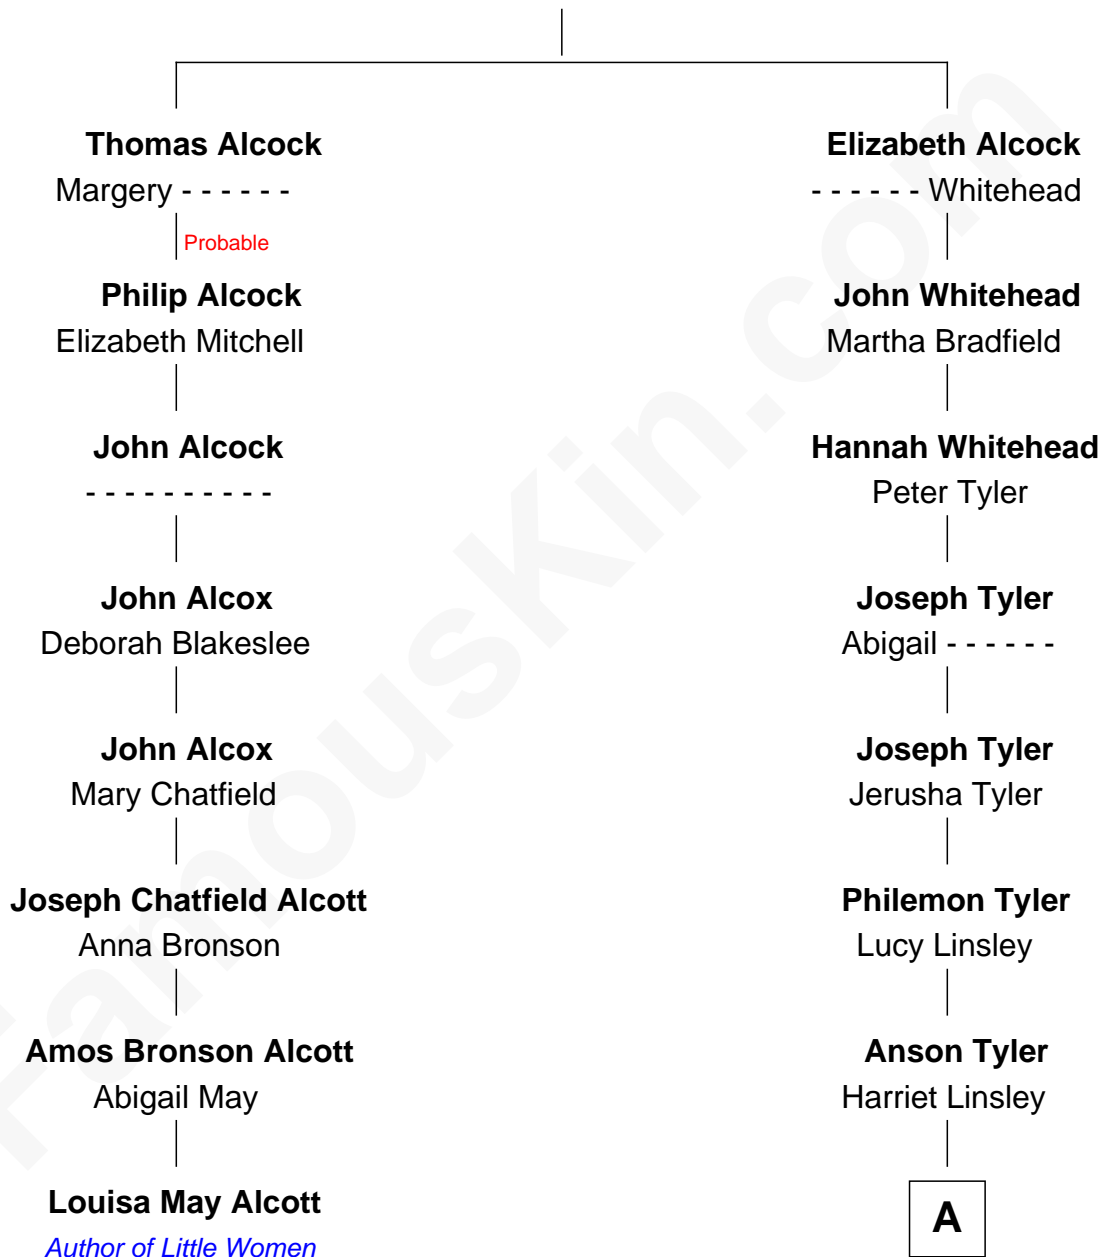 Thomas Alcock
Margery - - - - - -
Elizabeth Alcock
- - - - - - Whitehead
Probable
Philip Alcock
Elizabeth Mitchell
John Whitehead
Martha Bradfield
John Alcock
- - - - - - - - - -
Hannah Whitehead
Peter Tyler
John Alcox
Deborah Blakeslee
Joseph Tyler
Abigail - - - - - -
John Alcox
Mary Chatfield
Joseph Tyler
Jerusha Tyler
Joseph Chatfield Alcott
Anna Bronson
Philemon Tyler
Lucy Linsley
Amos Bronson Alcott
Abigail May
Anson Tyler
Harriet Linsley
Louisa May Alcott
Author of Little Women
A
FamousKin.com